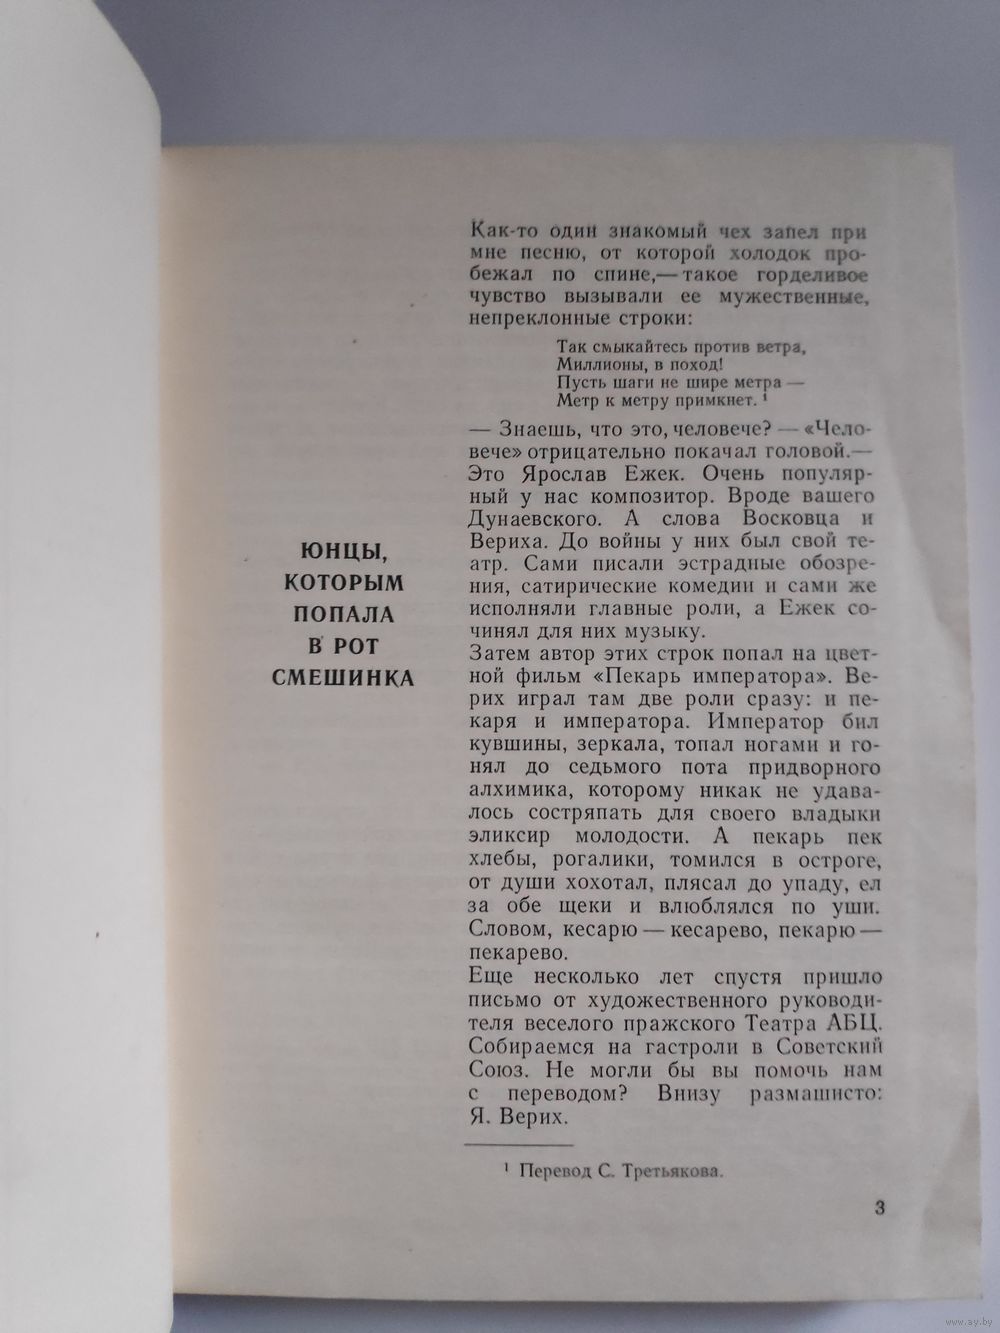 ЮНЦЫ,
КОТОРЫМ
ПОПАЛА
В РОТ
СМЕШИНКА
Как-то один знакомый чех запел при
мне песню, от которой холодок про-
бежал по спине,— такое горделивое
чувство вызывали ее мужественные,
непреклонные строки:
Так смыкайтесь против ветра,
Миллионы, в поход!
Пусть шаги не шире метра —
Метр к метру примкнет. ¹
— Знаешь, что это, человече? — «Чело-
вече» отрицательно покачал головой.—
Это Ярослав Ежек. Очень популяр-
ный у нас композитор. Вроде вашего
Дунаевского. А слова Восковца и
Вериха. До войны у них был свой те-
атр. Сами писали эстрадные обозре-
ния, сатирические комедии и сами же
исполняли главные роли, а Ежек со-
чинял для них музыку.
Затем автор этих строк попал на цвет-
ной фильм «Пекарь императора». Ве-
рих играл там две роли сразу: и пе-
каря и императора. Император бил
кувшины, зеркала, топал ногами и го-
нял до седьмого пота придворного
алхимика, которому никак не удава-
лось состряпать для своего владыки
эликсир молодости. А пекарь пек
хлебы, рогалики, томился в остроге,
от души хохотал, плясал до упаду, ел
за обе щеки и влюблялся по уши.
Словом, кесарю — кесарево, пекарю —
пекарево.
Еще несколько лет спустя пришло
письмо от художественного руководи-
теля веселого пражского Театра АБЦ.
Собираемся на гастроли в Советский
Союз. Не могли бы вы помочь нам
с переводом? Внизу размашисто:
Я. Верих.
¹ Перевод С. Третьякова.
3
www.ay.by